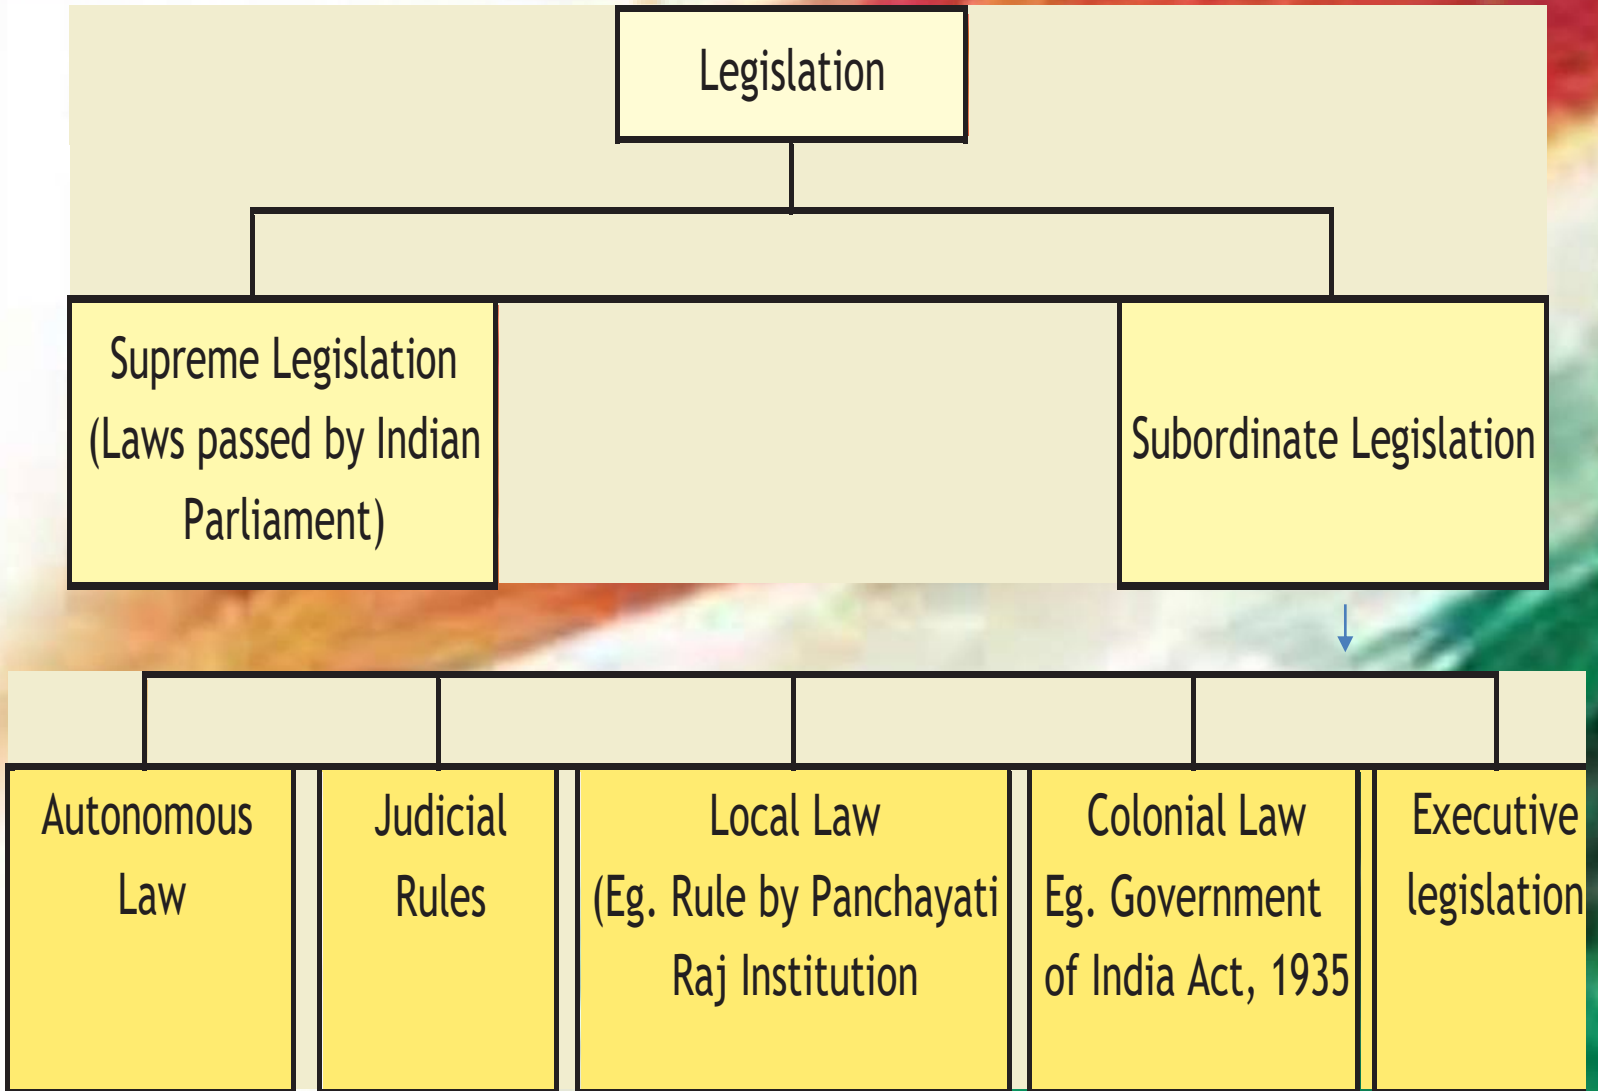 Legislation
Supreme Legislation
(Laws passed by Indian
Parliament)
Subordinate Legislation
Autonomous
Law
Judicial
Rules
Local Law
(Eg. Rule by Panchayati
Raj Institution
Colonial Law
Eg. Government
of India Act, 1935
Executive
legislation